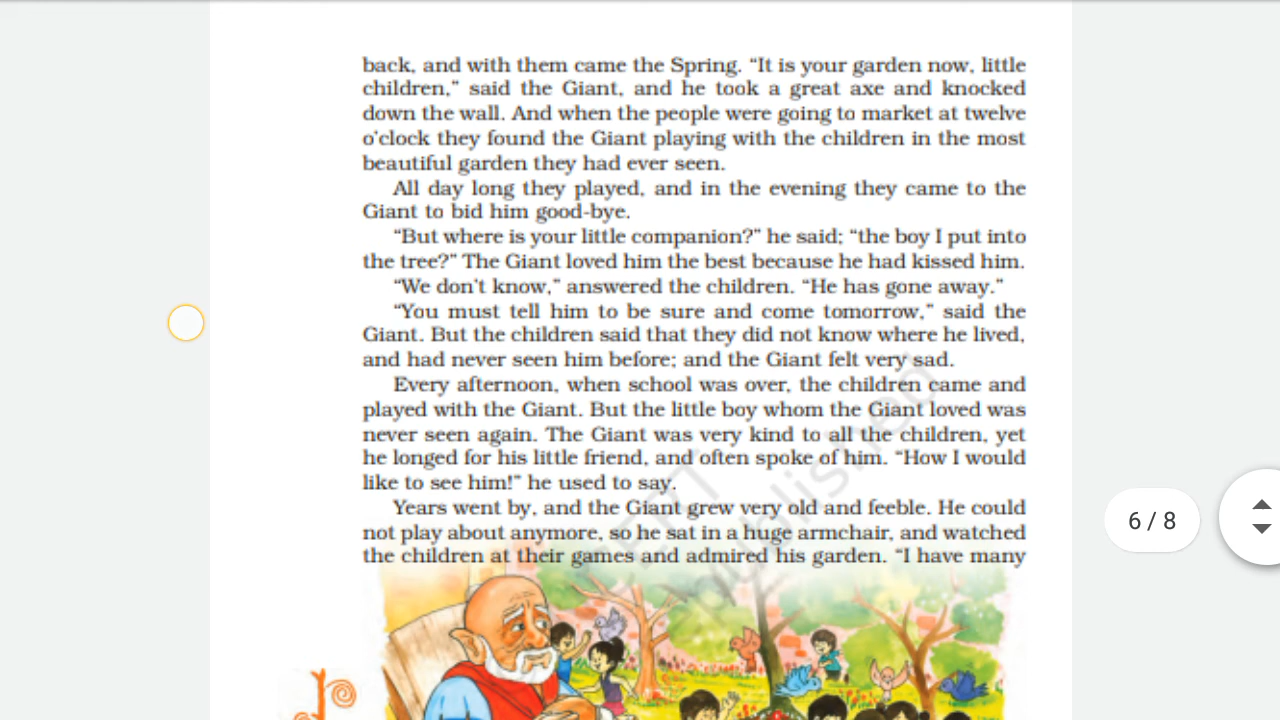 back, and with them came the Spring. “It is your garden now, little
children,” said the Giant, and he took a great axe and knocked
down the wall. And when the people were going to market at twelve
o’clock they found the Giant playing with the children in the most
beautiful garden they had ever seen.
All day long they played, and in the evening they came to the
Giant to bid him good-bye.
“But where is your little companion?” he said; “the boy I put into
the tree?” The Giant loved him the best because he had kissed him.
“We don’t know,” answered the children. “He has gone away.”
“You must tell him to be sure and come tomorrow,” said the
Giant. But the children said that they did not know where he lived,
and had never seen him before; and the Giant felt very sad.
Every afternoon, when school was over, the children came and
played with the Giant. But the little boy whom the Giant loved was
never seen again. The Giant was very kind to all the children, yet
he longed for his little friend, and often spoke of him. “How I would
like to see him!” he used to say.
Years went by, and the Giant grew very old and feeble. He could
not play about anymore, so he sat in a huge armchair, and watched
the children at their games and admired his garden. “I have many
6 / 8